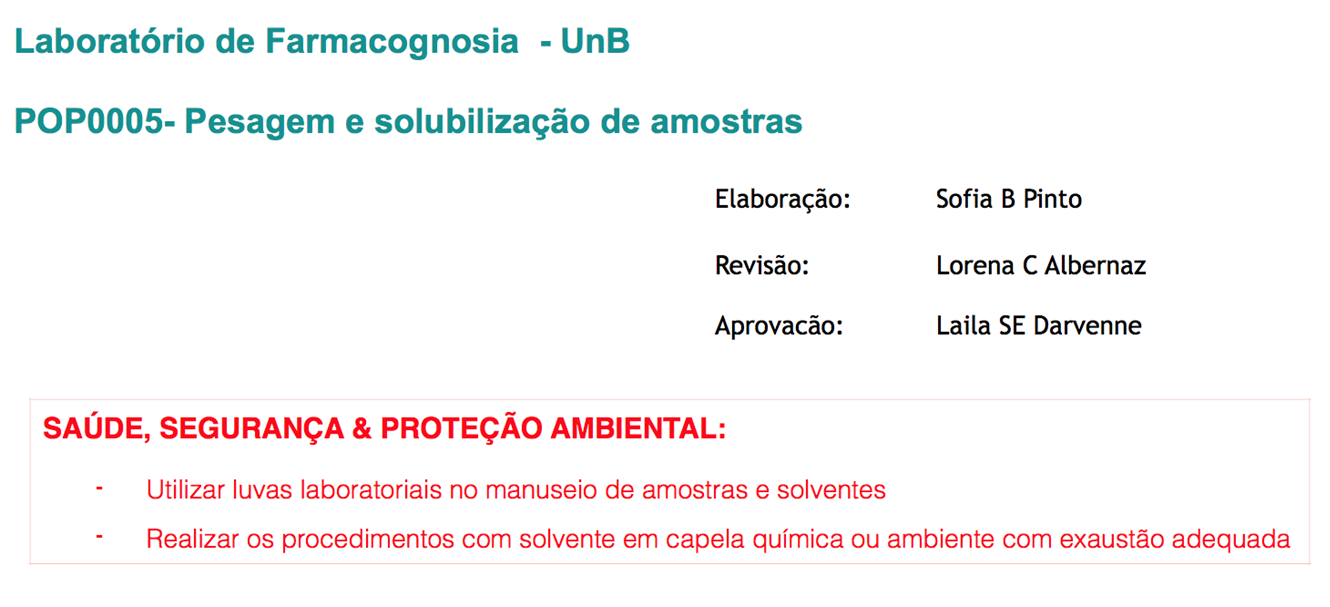 Laboratório de Farmacognosia - UnB
POP0005- Pesagem e solubilização de amostras
Elaboração: Sofia B Pinto
Revisão: Lorena C Albernaz
Aprovacão: Laila SE Darvenne
SAÚDE, SEGURANÇA & PROTEÇÃO AMBIENTAL:
- Utilizar luvas laboratoriais no manuseio de amostras e solventes
- Realizar os procedimentos com solvente em capela química ou ambiente com exaustão adequada